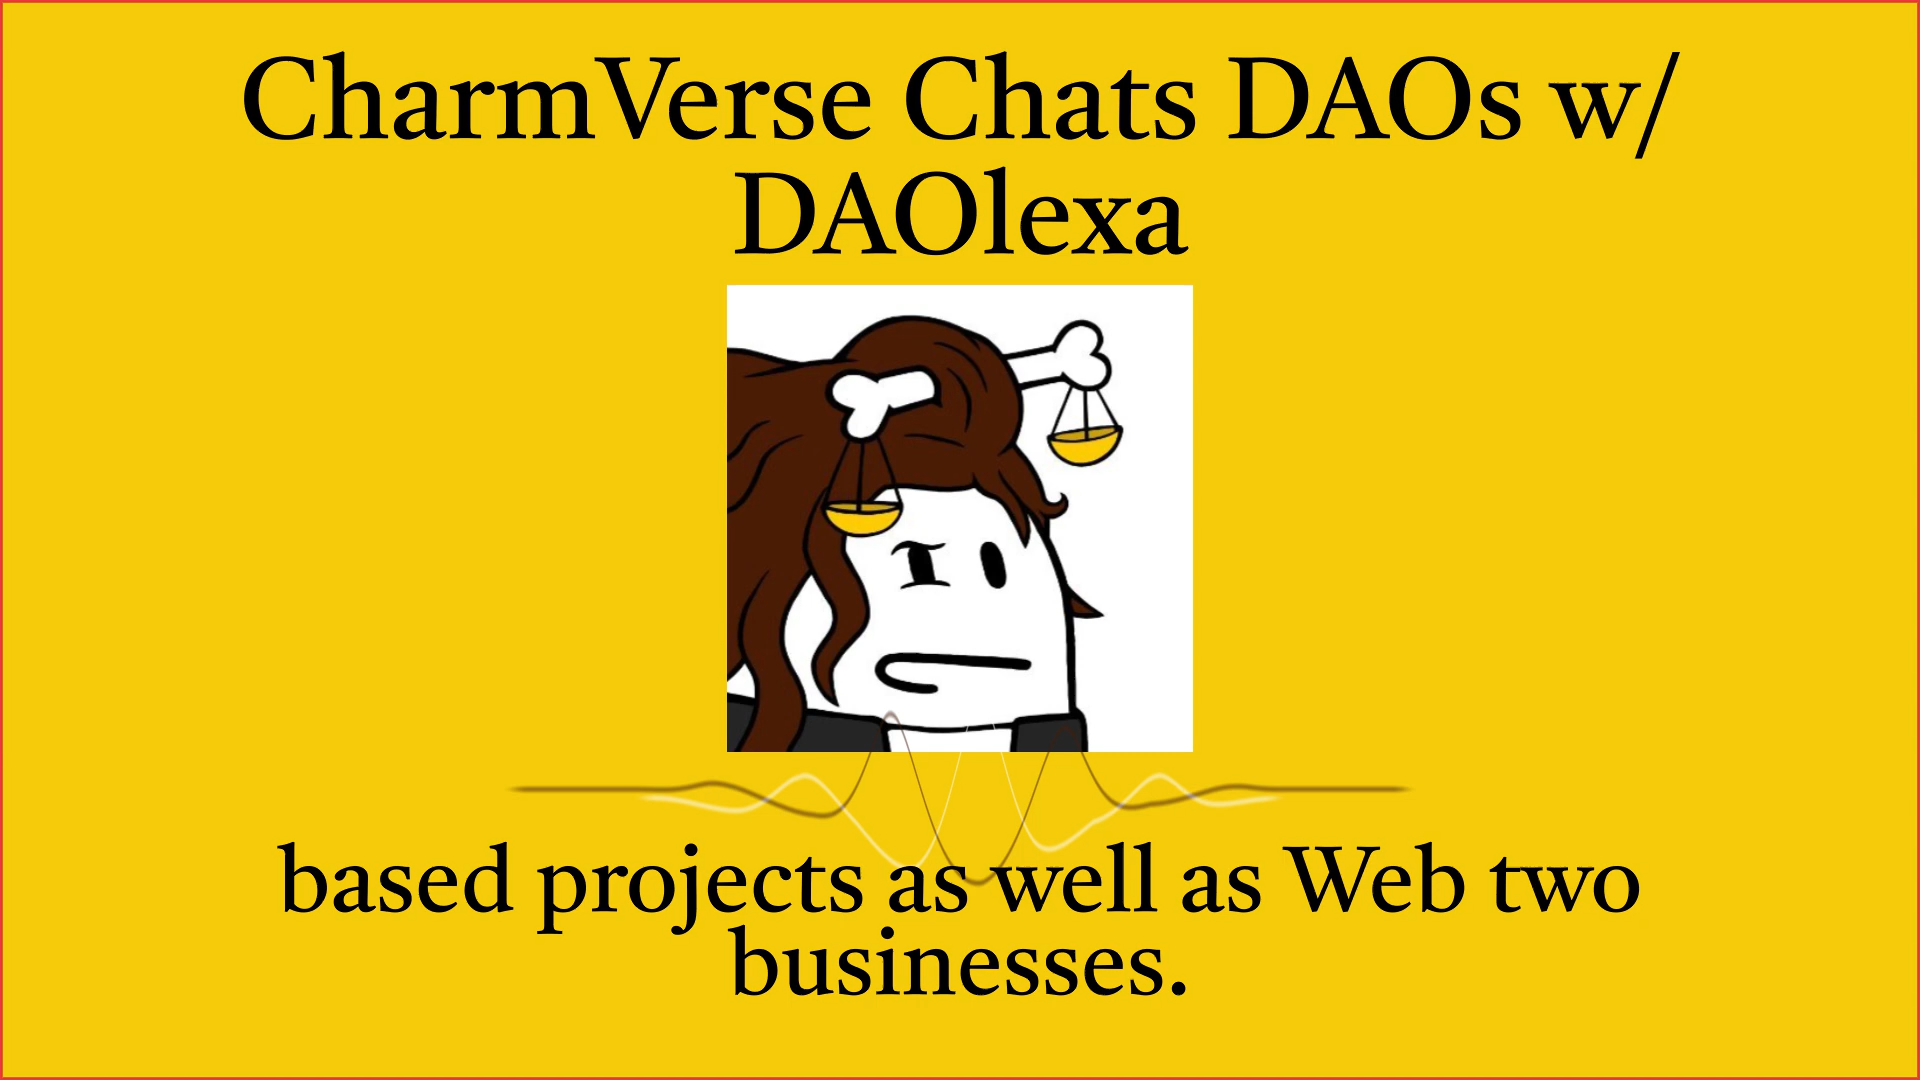 CharmVerse Chats DAOs w/
DAOlexa
based projects as well as Web two
businesses.